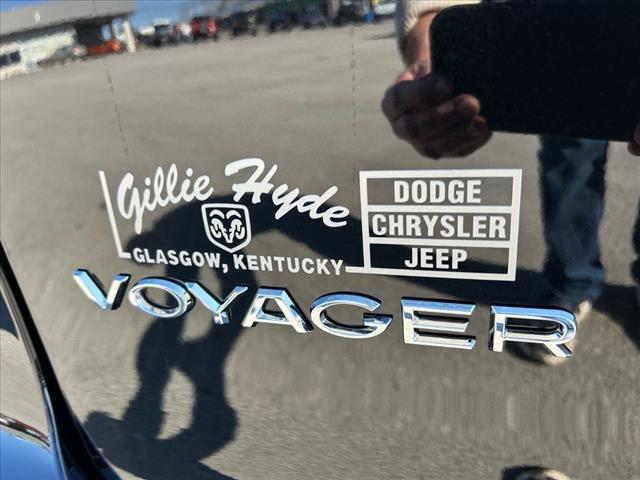 Gillie Hyde
GLASGOW, KENTUCKY
DODGE
CHRYSLER
JEEP
VOYAGER